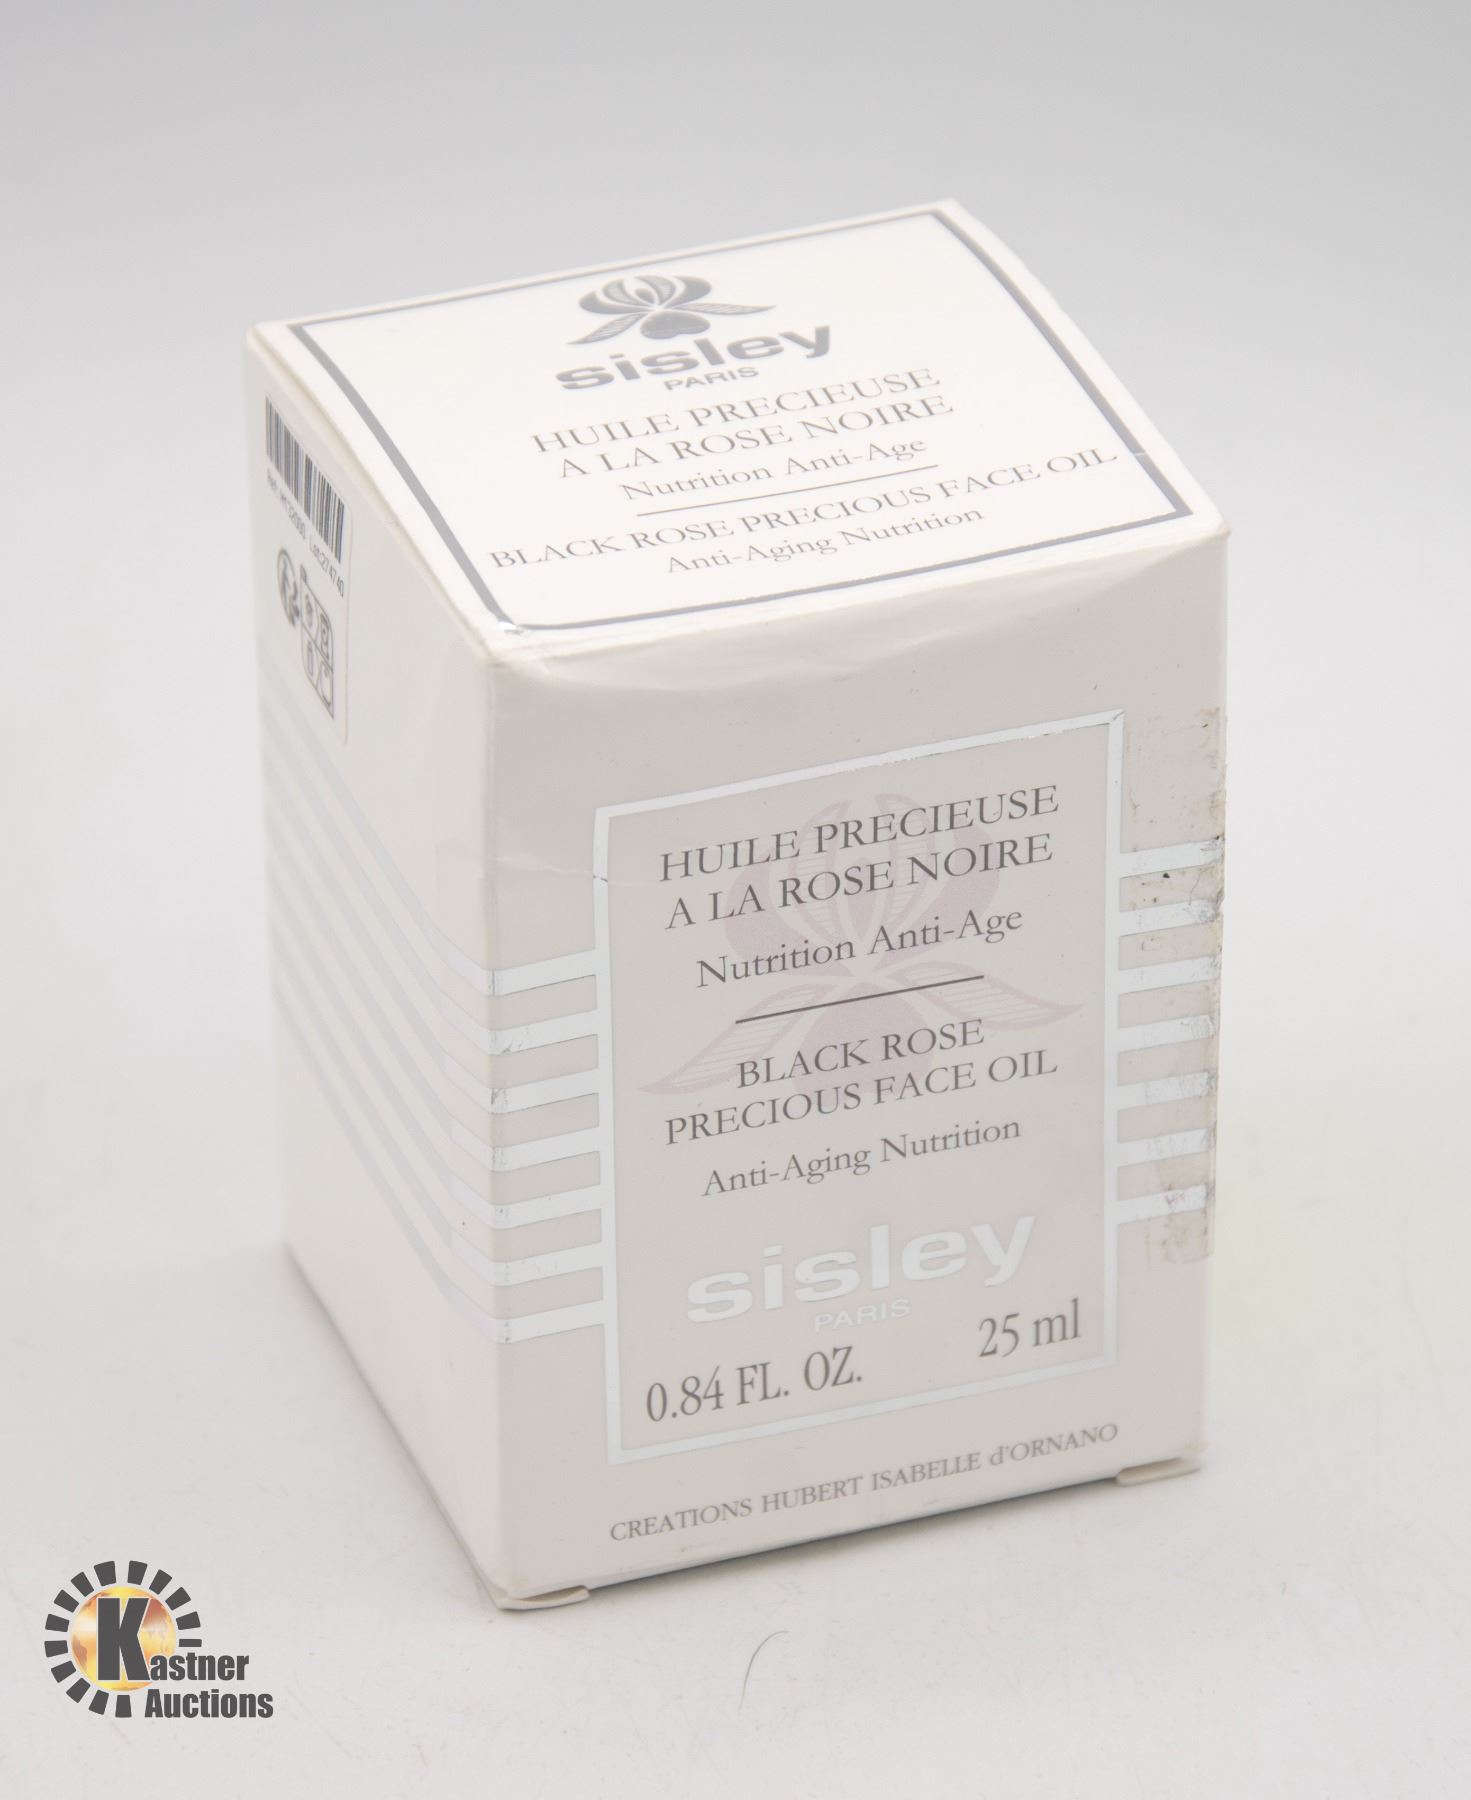 sisley
PARIS
HUILE PRECIEUSE
A LA ROSE NOIRE
Nutrition Anti-Age
BLACK ROSE PRECIOUS FACE OIL
Anti-Aging Nutrition
HUILE PRECIEUSE
A LA ROSE NOIRE
Nutrition Anti-Age
BLACK ROSE
PRECIOUS FACE OIL
Anti-Aging Nutrition
sisley
PARIS
0.84 FL. OZ. 25 ml
CREATIONS HUBERT ISABELLE d'ORNANO
Kastner
Auctions